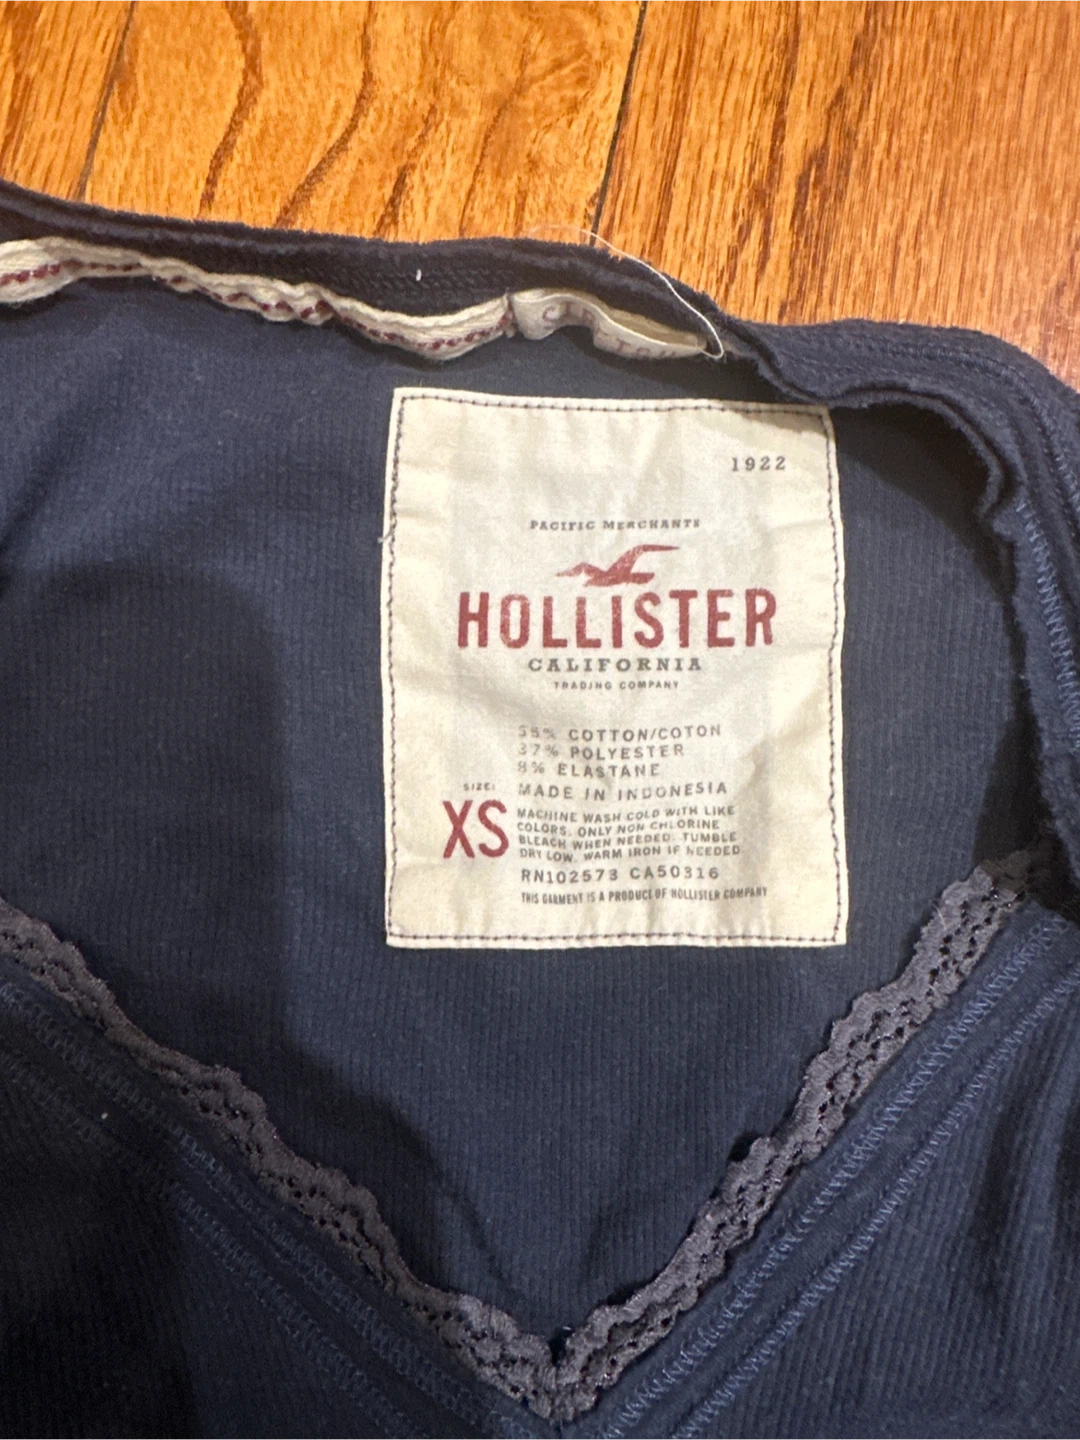 1922
PACIFIC MERCHANTS
HOLLISTER
CALIFORNIA
TRADING COMPANY
55% COTTON/COTON
37% POLYESTER
8% ELASTANE
MADE IN INDONESIA
SIZE:
XS
MACHINE WASH COLD WITH LIKE
COLORS. ONLY NON CHLORINE
BLEACH WHEN NEEDED. TUMBLE
DRY LOW. WARM IRON IF NEEDED
RN102573 CA50316
THIS GARMENT IS A PRODUCT OF HOLLISTER COMPANY